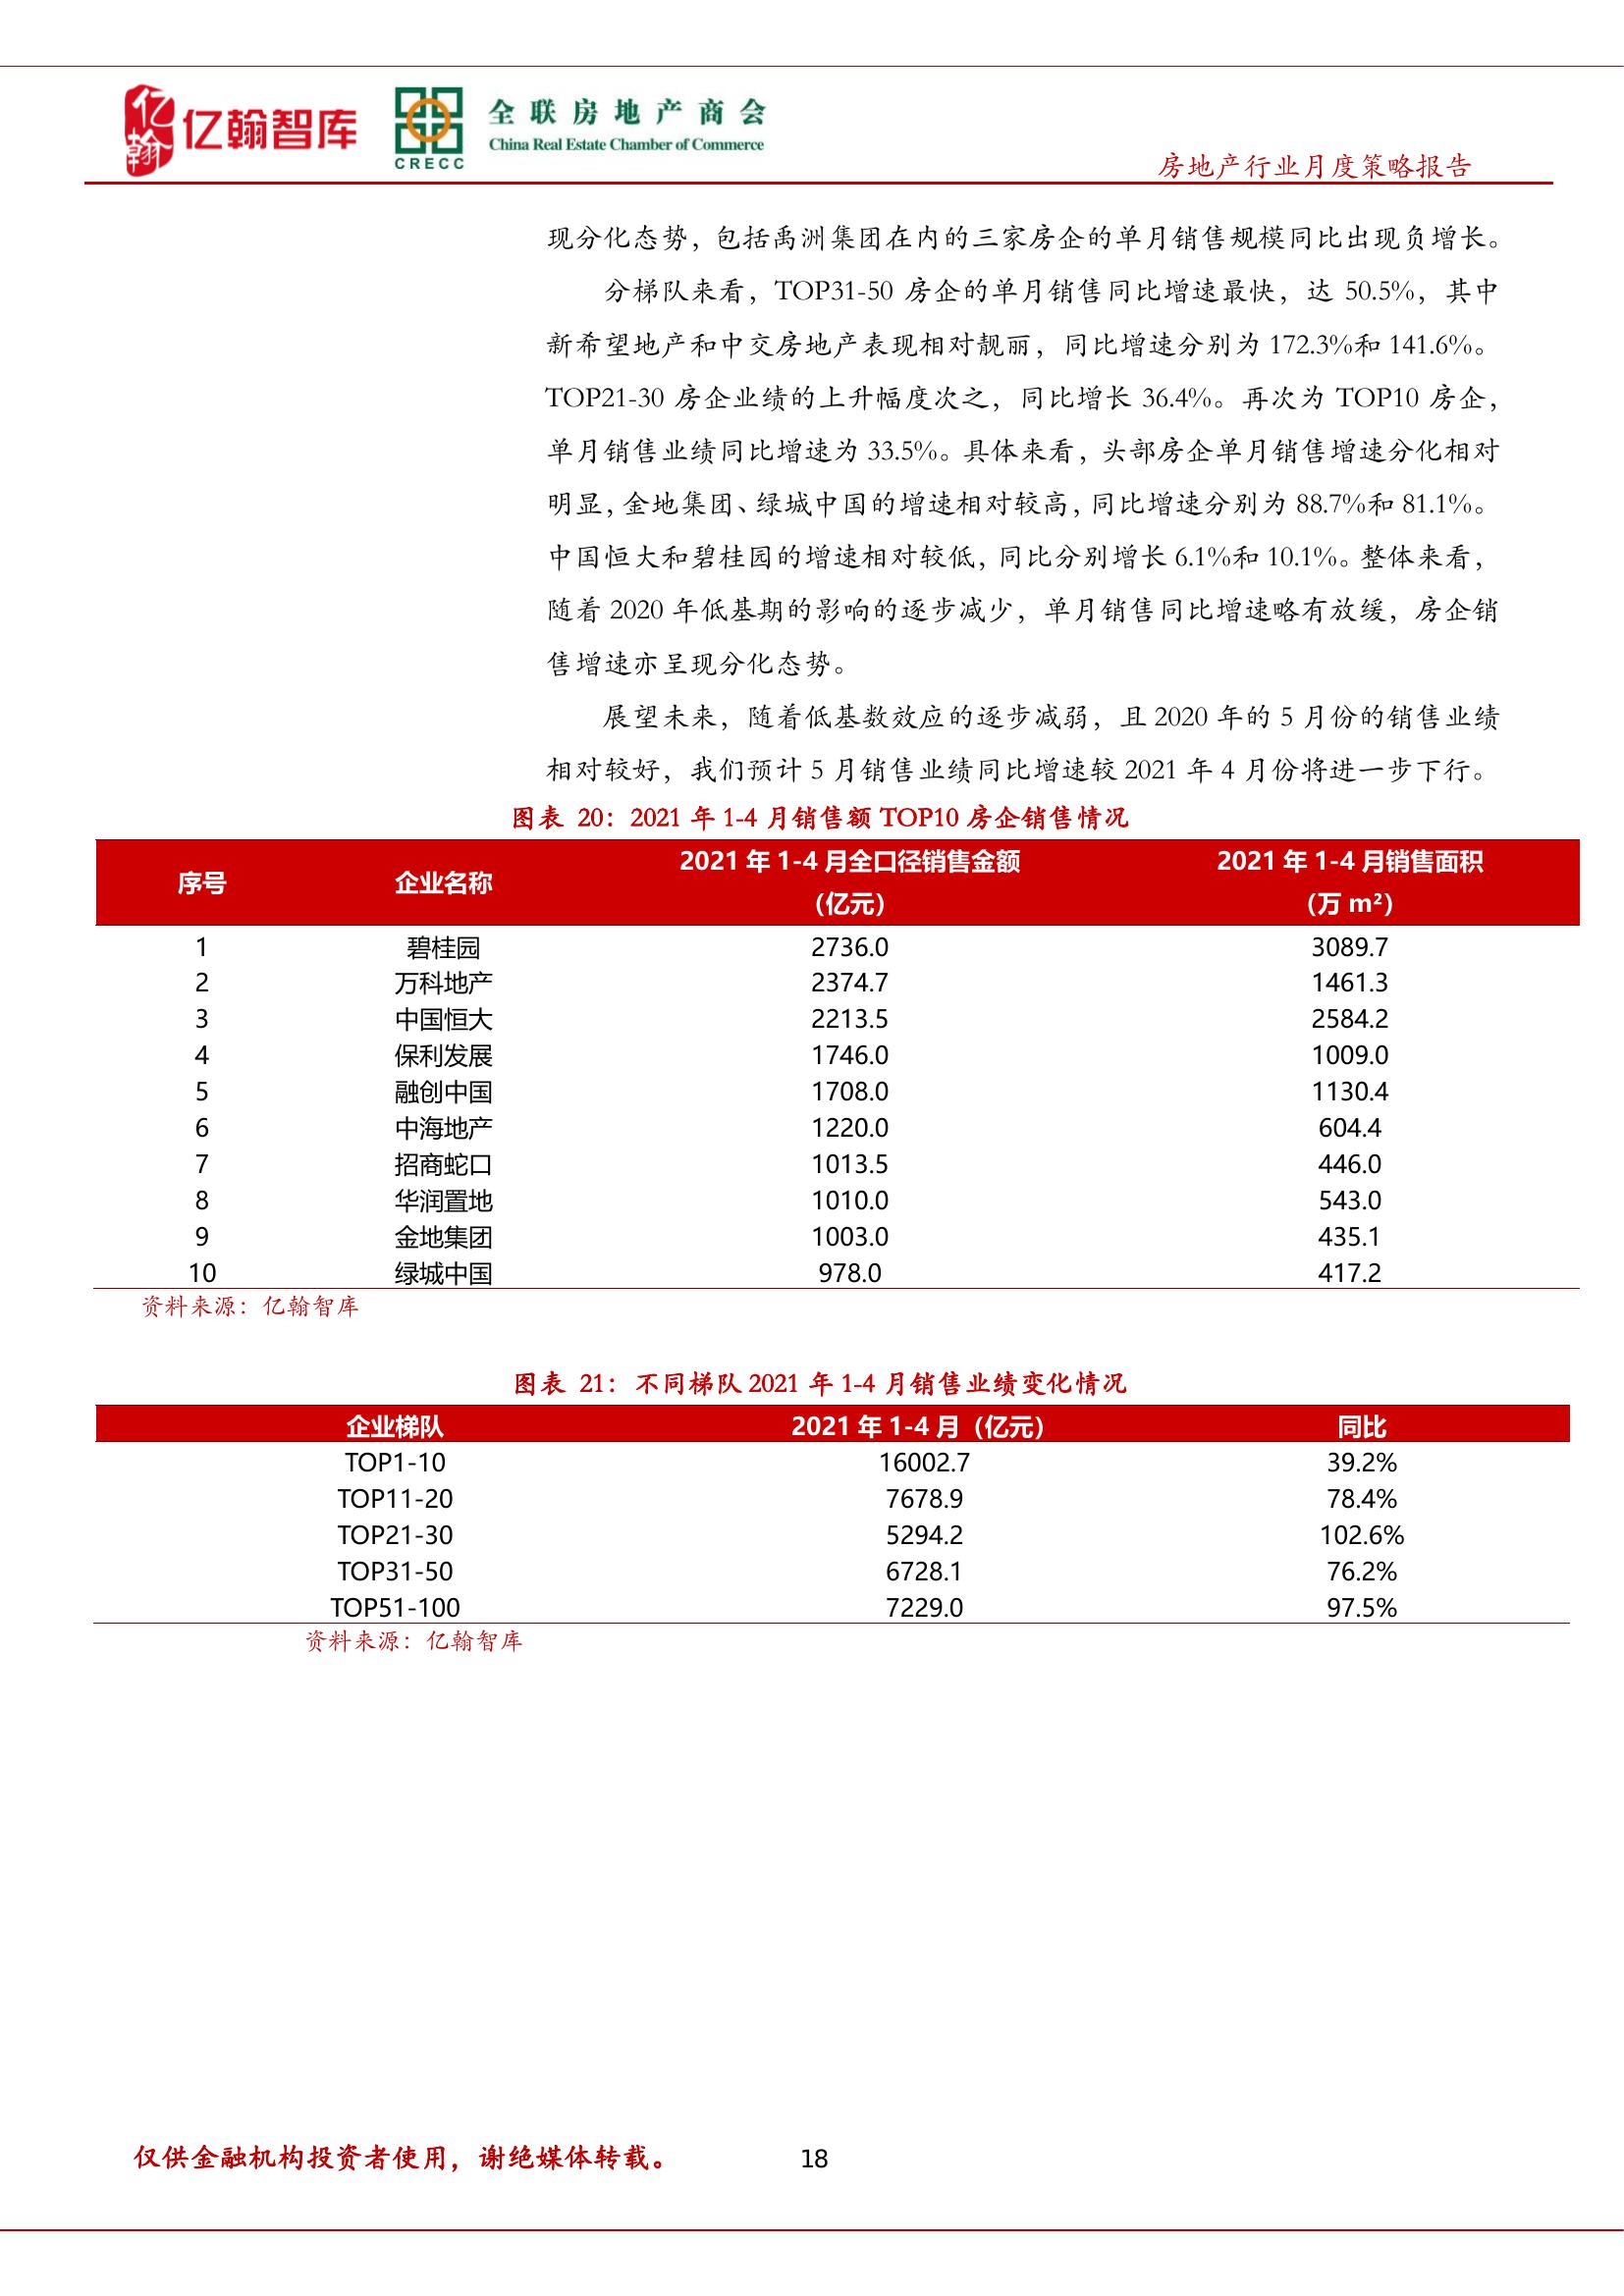 亿翰
亿翰智库
CRECC
全联房地产商会
China Real Estate Chamber of Commerce
房地产行业月度策略报告
现分化态势，包括禹洲集团在内的三家房企的单月销售规模同比出现负增长。
分梯队来看，TOP31-50 房企的单月销售同比增速最快，达 50.5%，其中
新希望地产和中交房地产表现相对靓丽，同比增速分别为 172.3%和 141.6%。
TOP21-30 房企业绩的上升幅度次之，同比增长 36.4%。再次为 TOP10 房企，
单月销售业绩同比增速为 33.5%。具体来看，头部房企单月销售增速分化相对
明显，金地集团、绿城中国的增速相对较高，同比增速分别为 88.7%和 81.1%。
中国恒大和碧桂园的增速相对较低，同比分别增长 6.1%和 10.1%。整体来看，
随着 2020 年低基期的影响的逐步减少，单月销售同比增速略有放缓，房企销
售增速亦呈现分化态势。
展望未来，随着低基数效应的逐步减弱，且 2020 年的 5 月份的销售业绩
相对较好，我们预计 5 月销售业绩同比增速较 2021 年 4 月份将进一步下行。
图表 20：2021 年 1-4 月销售额 TOP10 房企销售情况
序号 企业名称 2021 年 1-4 月全口径销售金额 2021 年 1-4 月销售面积
（亿元） （万 m²）
1 碧桂园 2736.0 3089.7
2 万科地产 2374.7 1461.3
3 中国恒大 2213.5 2584.2
4 保利发展 1746.0 1009.0
5 融创中国 1708.0 1130.4
6 中海地产 1220.0 604.4
7 招商蛇口 1013.5 446.0
8 华润置地 1010.0 543.0
9 金地集团 1003.0 435.1
10 绿城中国 978.0 417.2
资料来源：亿翰智库
图表 21：不同梯队 2021 年 1-4 月销售业绩变化情况
企业梯队 2021 年 1-4 月（亿元） 同比
TOP1-10 16002.7 39.2%
TOP11-20 7678.9 78.4%
TOP21-30 5294.2 102.6%
TOP31-50 6728.1 76.2%
TOP51-100 7229.0 97.5%
资料来源：亿翰智库
仅供金融机构投资者使用，谢绝媒体转载。 18